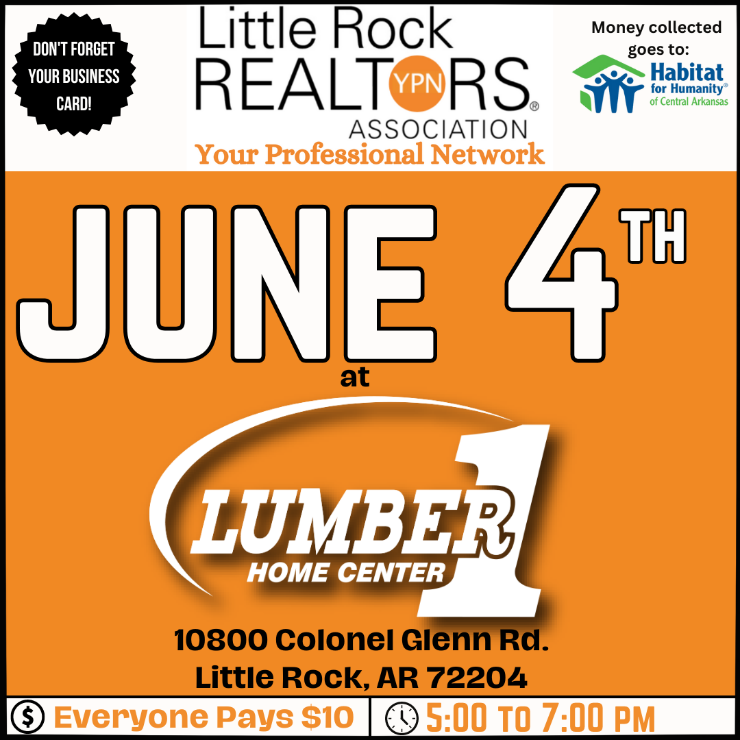 DON'T FORGET
YOUR BUSINESS
CARD!
Little Rock
REALTORS®
YPN
ASSOCIATION
Your Professional Network
Money collected
goes to:
Habitat
for Humanity®
of Central Arkansas
JUNE 4TH
at
LUMBER 1
HOME CENTER
10800 Colonel Glenn Rd.
Little Rock, AR 72204
$ Everyone Pays $10
5:00 TO 7:00 PM